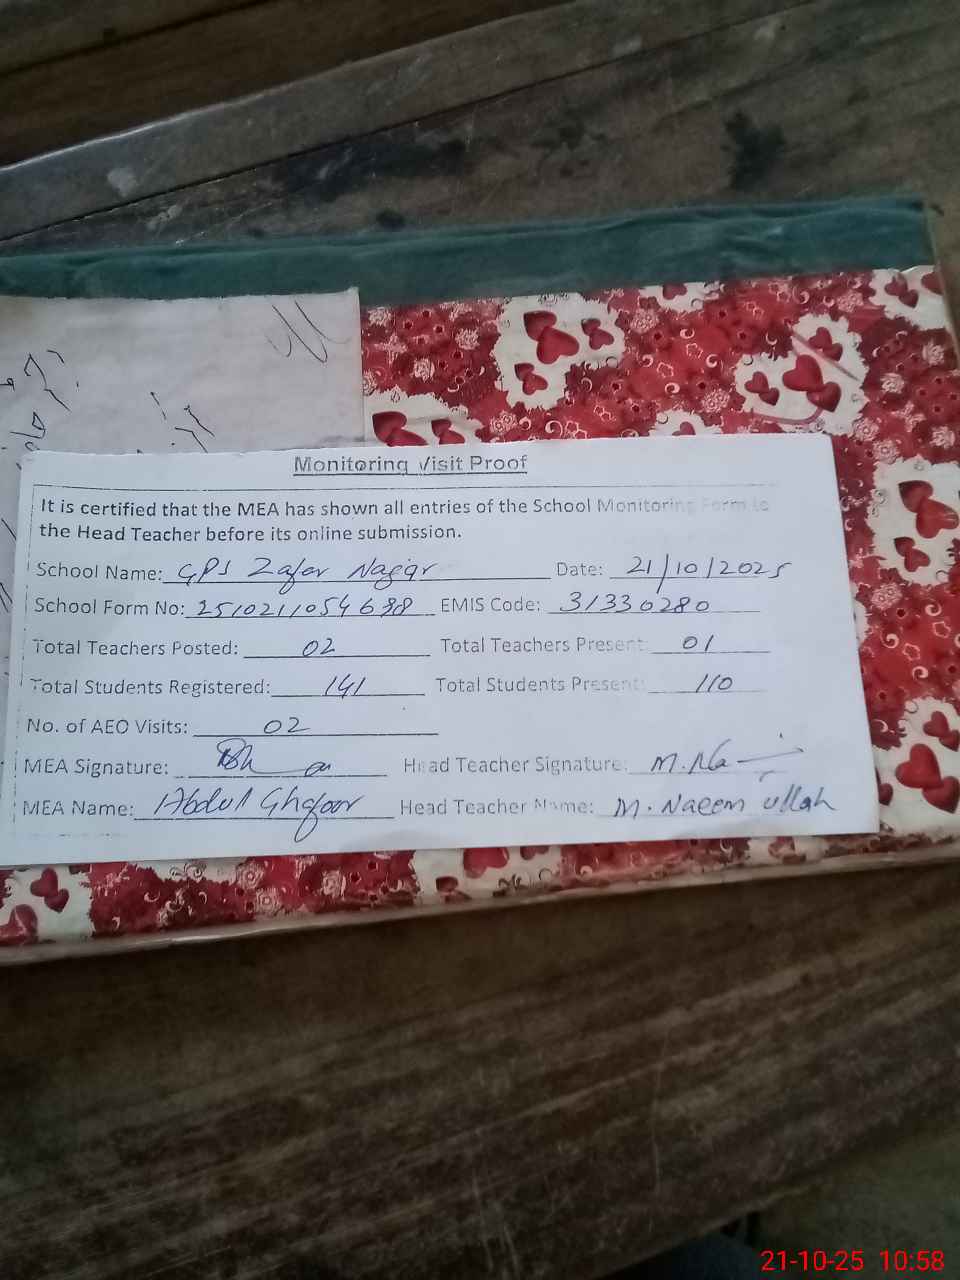 Monitoring Visit Proof
It is certified that the MEA has shown all entries of the School Monitoring Form to
the Head Teacher before its online submission.
School Name: GPS Zafar Nagar Date: 21/10/2025
School Form No: EMIS Code: 31330280
Total Teachers Posted: 02 Total Teachers Present: 01
Total Students Registered: 141 Total Students Present: 110
No. of AEO Visits: 02
MEA Signature: Head Teacher Signature: M. Na
MEA Name: Abdul Ghafoor Head Teacher Name: M. Naeem ullah
21-10-25 10:58